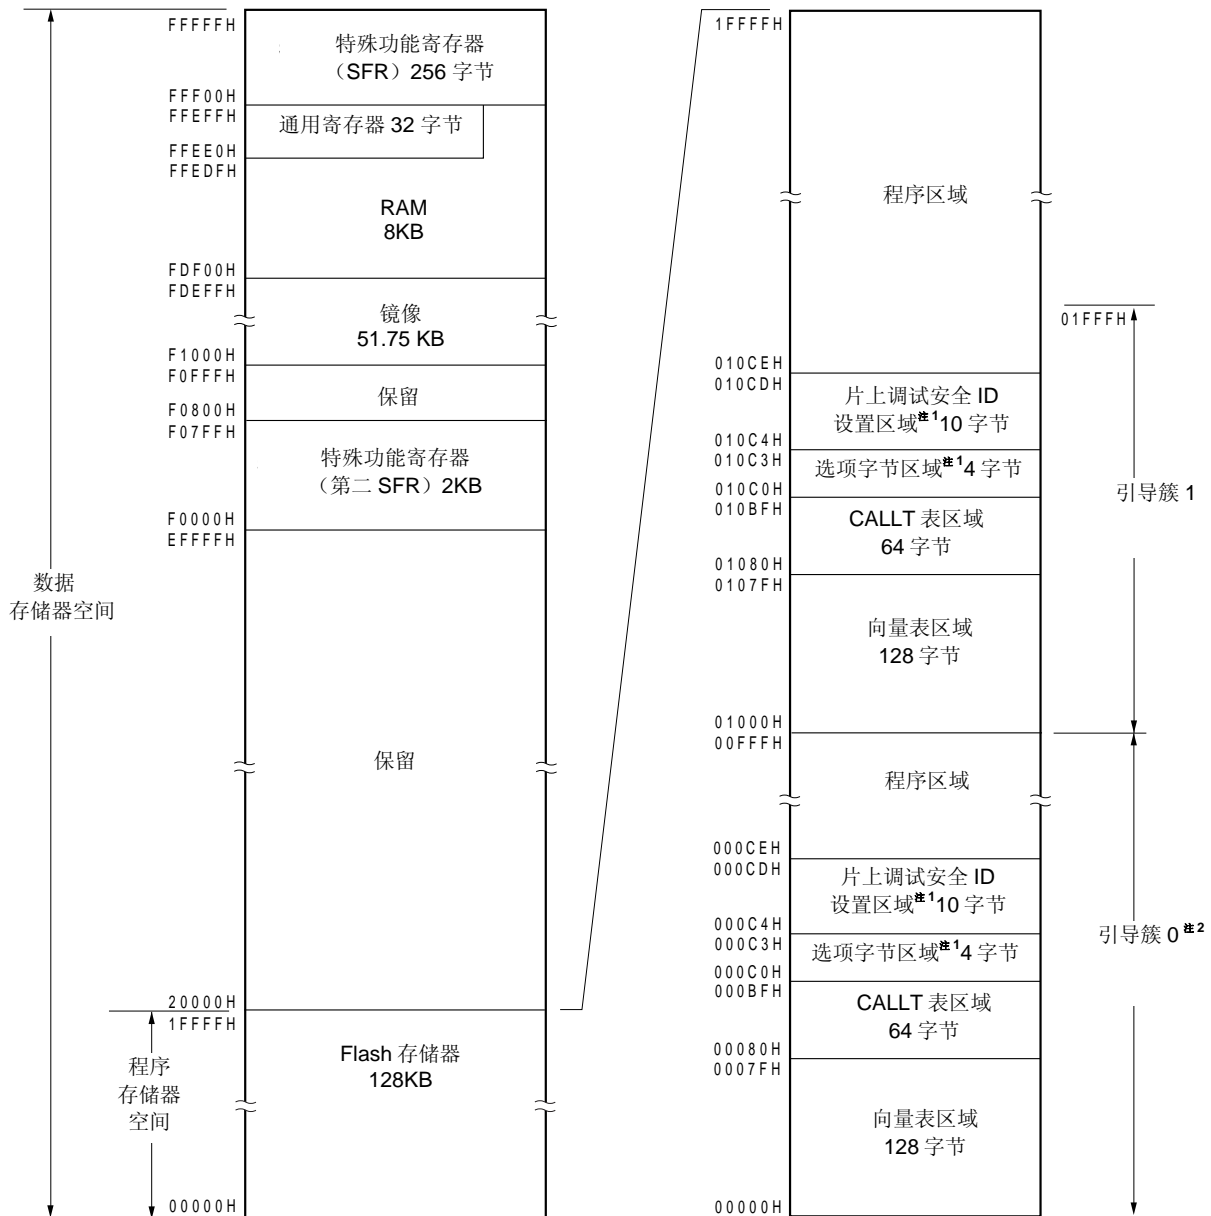 FFFFFH
特殊功能寄存器
（SFR）256 字节
FFF00H
FFEFFH
通用寄存器 32 字节
FFEE0H
FFEDFH
RAM
8KB
FDF00H
FDEFFH
镜像
51.75 KB
F1000H
F0FFFH
保留
F0800H
F07FFH
特殊功能寄存器
（第二 SFR）2KB
F0000H
EFFFFH
数据
存储器空间
保留
20000H
1FFFFH
Flash 存储器
128KB
程序
存储器
空间
00000H
1FFFFH
程序区域
01FFFH
010CEH
010CDH
片上调试安全 ID
设置区域注1 10 字节
010C4H
010C3H
选项字节区域注1 4 字节
010C0H
010BFH
引导簇 1
CALLT 表区域
64 字节
01080H
0107FH
向量表区域
128 字节
01000H
00FFFH
程序区域
000CEH
000CDH
片上调试安全 ID
设置区域注1 10 字节
000C4H
000C3H
引导簇 0 注2
选项字节区域注1 4 字节
000C0H
000BFH
CALLT 表区域
64 字节
00080H
0007FH
向量表区域
128 字节
00000H